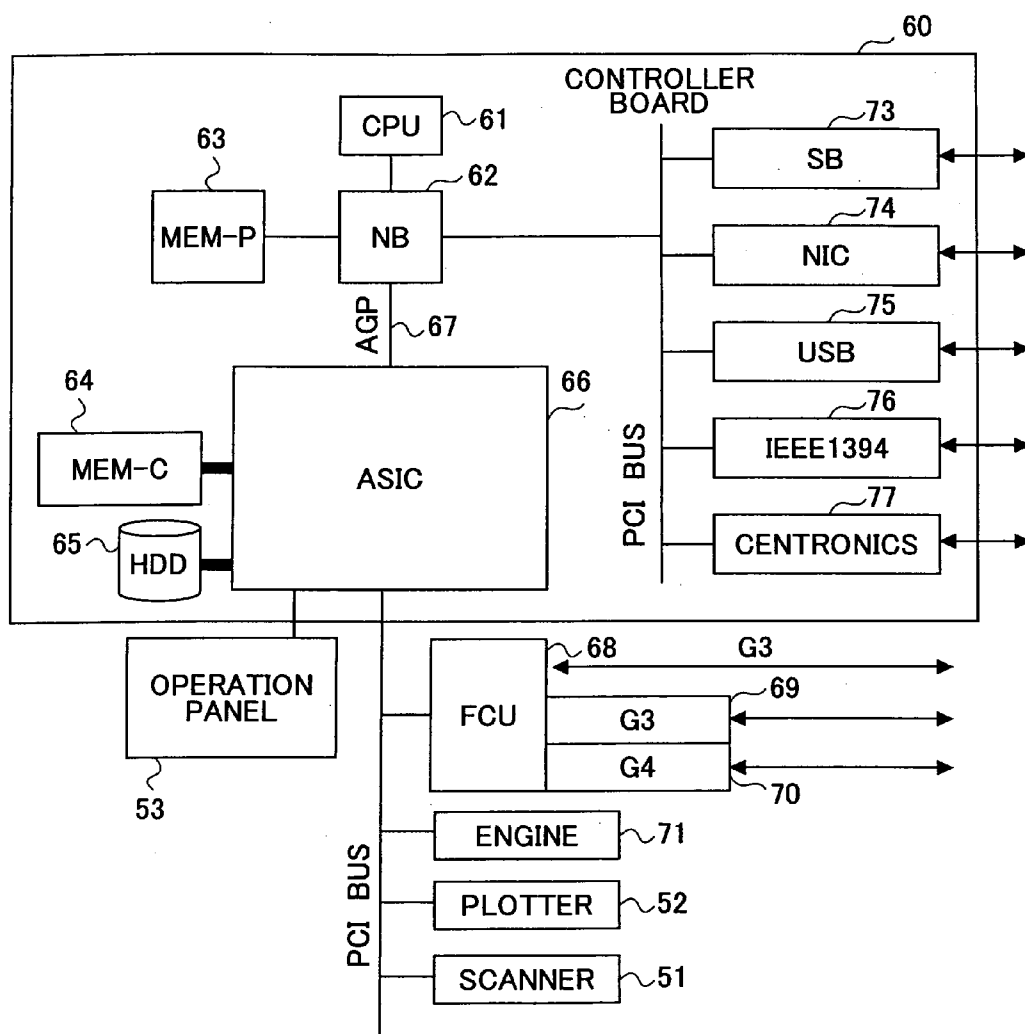 60
CONTROLLER
BOARD
CPU
61
63
MEM-P
62
NB
73
SB
74
NIC
75
USB
76
IEEE1394
77
CENTRONICS
PCI BUS
AGP
67
66
ASIC
64
MEM-C
65
HDD
OPERATION
PANEL
53
68
FCU
G3
69
G3
G4
70
PCI BUS
ENGINE
71
PLOTTER
52
SCANNER
51